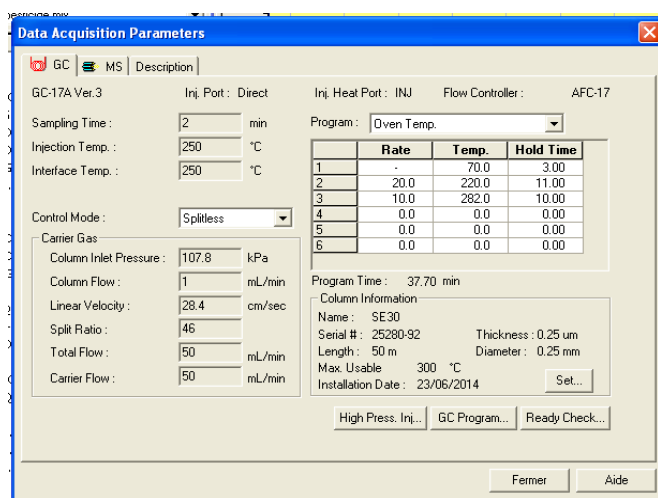 pesticide mix
Data Acquisition Parameters
GC MS Description
GC-17A Ver.3 Inj. Port : Direct Inj. Heat Port : INJ Flow Controller : AFC-17
Sampling Time : 2 min
Injection Temp. : 250 °C
Interface Temp. : 250 °C
Control Mode : Splitless
Carrier Gas
Column Inlet Pressure : 107.8 kPa
Column Flow : 1 mL/min
Linear Velocity : 28.4 cm/sec
Split Ratio : 46
Total Flow : 50 mL/min
Carrier Flow : 50 mL/min
Program : Oven Temp.
Rate Temp. Hold Time
1 - 70.0 3.00
2 20.0 220.0 11.00
3 10.0 282.0 10.00
4 0.0 0.0 0.00
5 0.0 0.0 0.00
6 0.0 0.0 0.00
Program Time : 37.70 min
Column Information
Name : SE30
Serial # : 25280-92 Thickness : 0.25 um
Length : 50 m Diameter : 0.25 mm
Max. Usable 300 °C
Installation Date : 23/06/2014 Set...
High Press. Inj... GC Program... Ready Check...
Fermer Aide